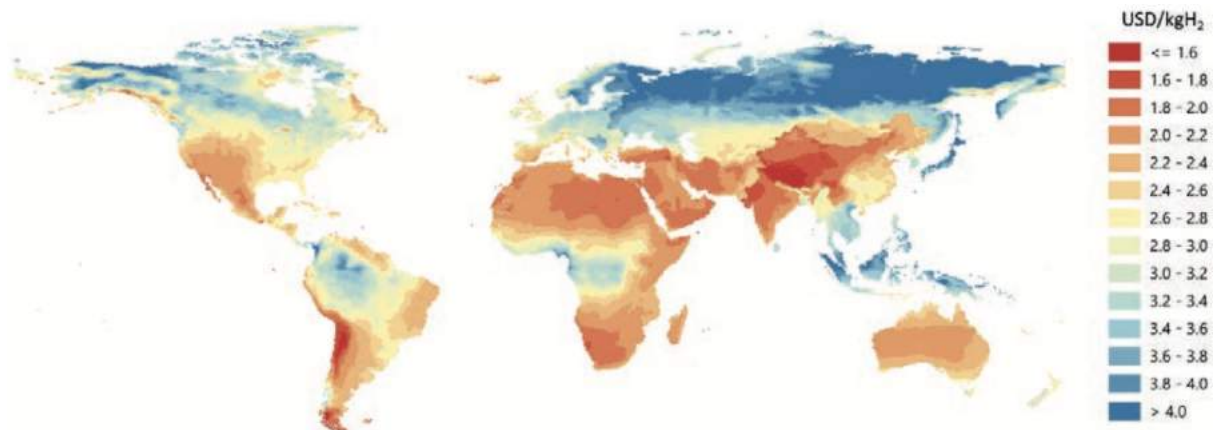 USD/kgH₂
<= 1.6
1.6 - 1.8
1.8 - 2.0
2.0 - 2.2
2.2 - 2.4
2.4 - 2.6
2.6 - 2.8
2.8 - 3.0
3.0 - 3.2
3.2 - 3.4
3.4 - 3.6
3.6 - 3.8
3.8 - 4.0
> 4.0